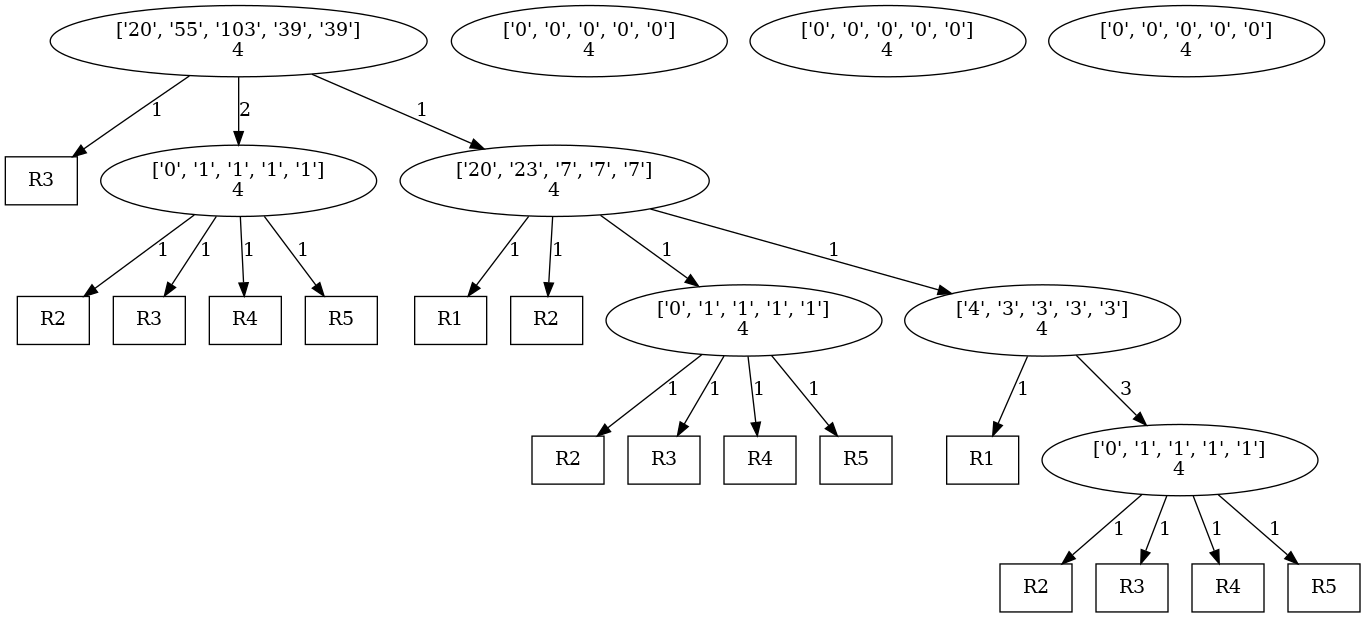 ['20', '55', '103', '39', '39']
4
['0', '0', '0', '0', '0']
4
['0', '0', '0', '0', '0']
4
['0', '0', '0', '0', '0']
4
1
2
1
R3
['0', '1', '1', '1', '1']
4
['20', '23', '7', '7', '7']
4
1
1
1
1
1
1
1
1
R2
R3
R4
R5
R1
R2
['0', '1', '1', '1', '1']
4
['4', '3', '3', '3', '3']
4
1
1
1
1
1
3
R2
R3
R4
R5
R1
['0', '1', '1', '1', '1']
4
1
1
1
1
R2
R3
R4
R5